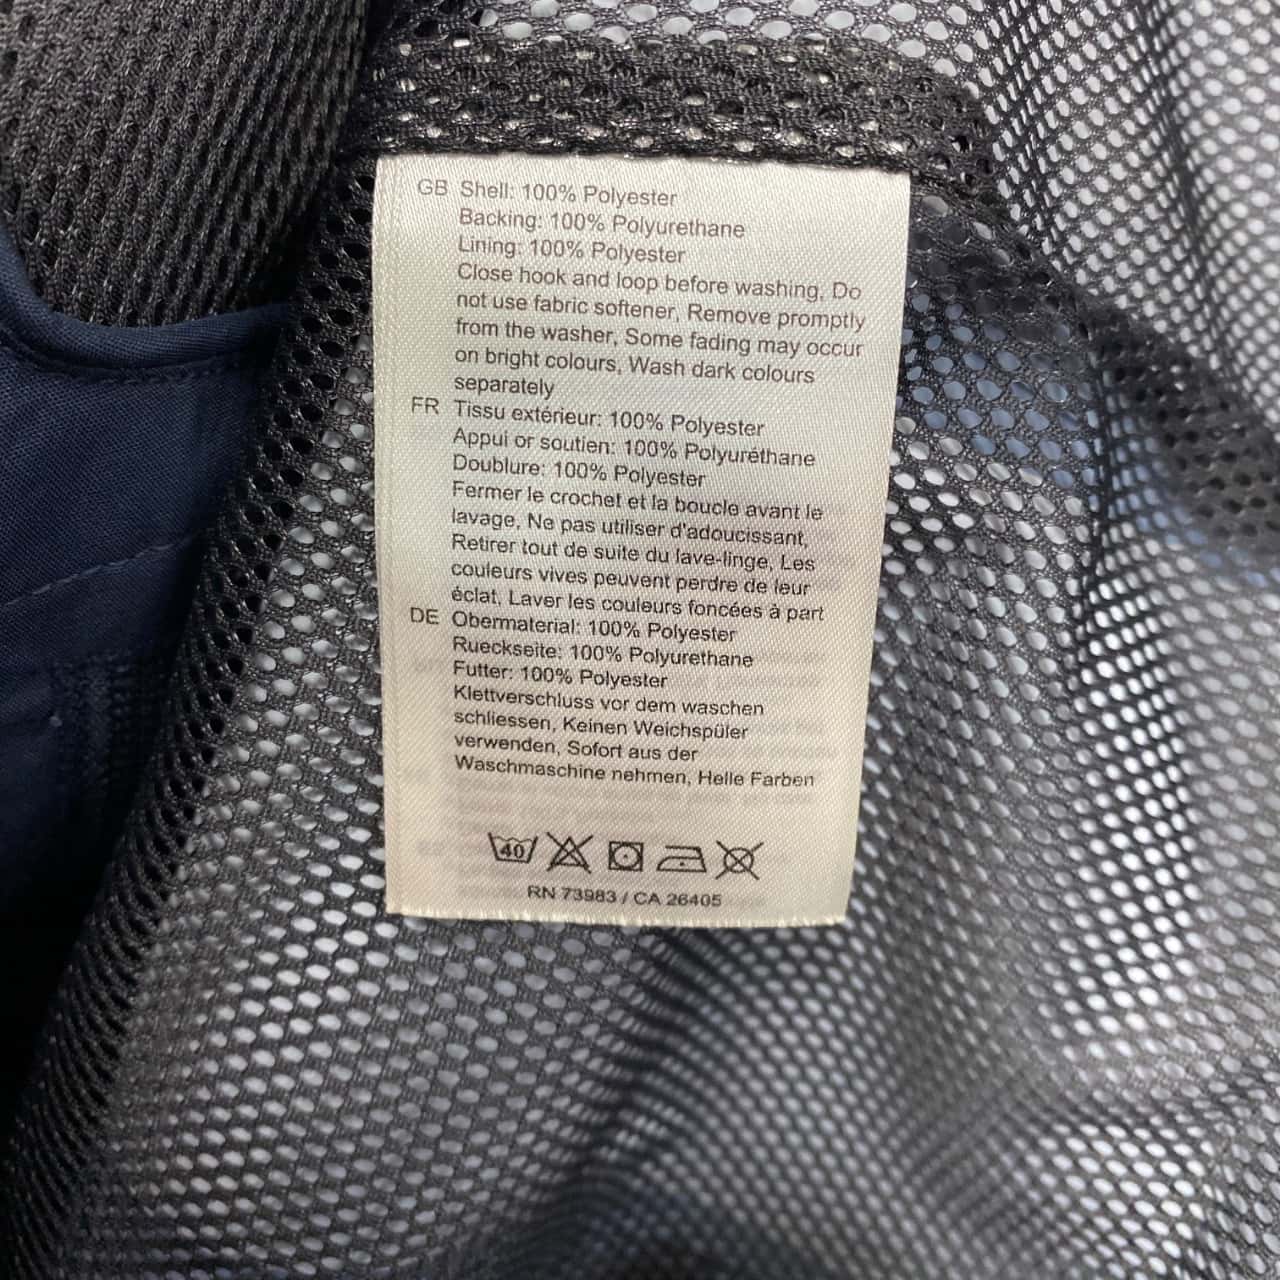 GB Shell: 100% Polyester
Backing: 100% Polyurethane
Lining: 100% Polyester
Close hook and loop before washing, Do
not use fabric softener, Remove promptly
from the washer, Some fading may occur
on bright colours, Wash dark colours
separately
FR Tissu extérieur: 100% Polyester
Appui or soutien: 100% Polyuréthane
Doublure: 100% Polyester
Fermer le crochet et la boucle avant le
lavage, Ne pas utiliser d'adoucissant,
Retirer tout de suite du lave-linge, Les
couleurs vives peuvent perdre de leur
éclat, Laver les couleurs foncées à part
DE Obermaterial: 100% Polyester
Rueckseite: 100% Polyurethane
Futter: 100% Polyester
Klettverschluss vor dem waschen
schliessen, Keinen Weichspüler
verwenden, Sofort aus der
Waschmaschine nehmen, Helle Farben
40
RN 73983 / CA 26405